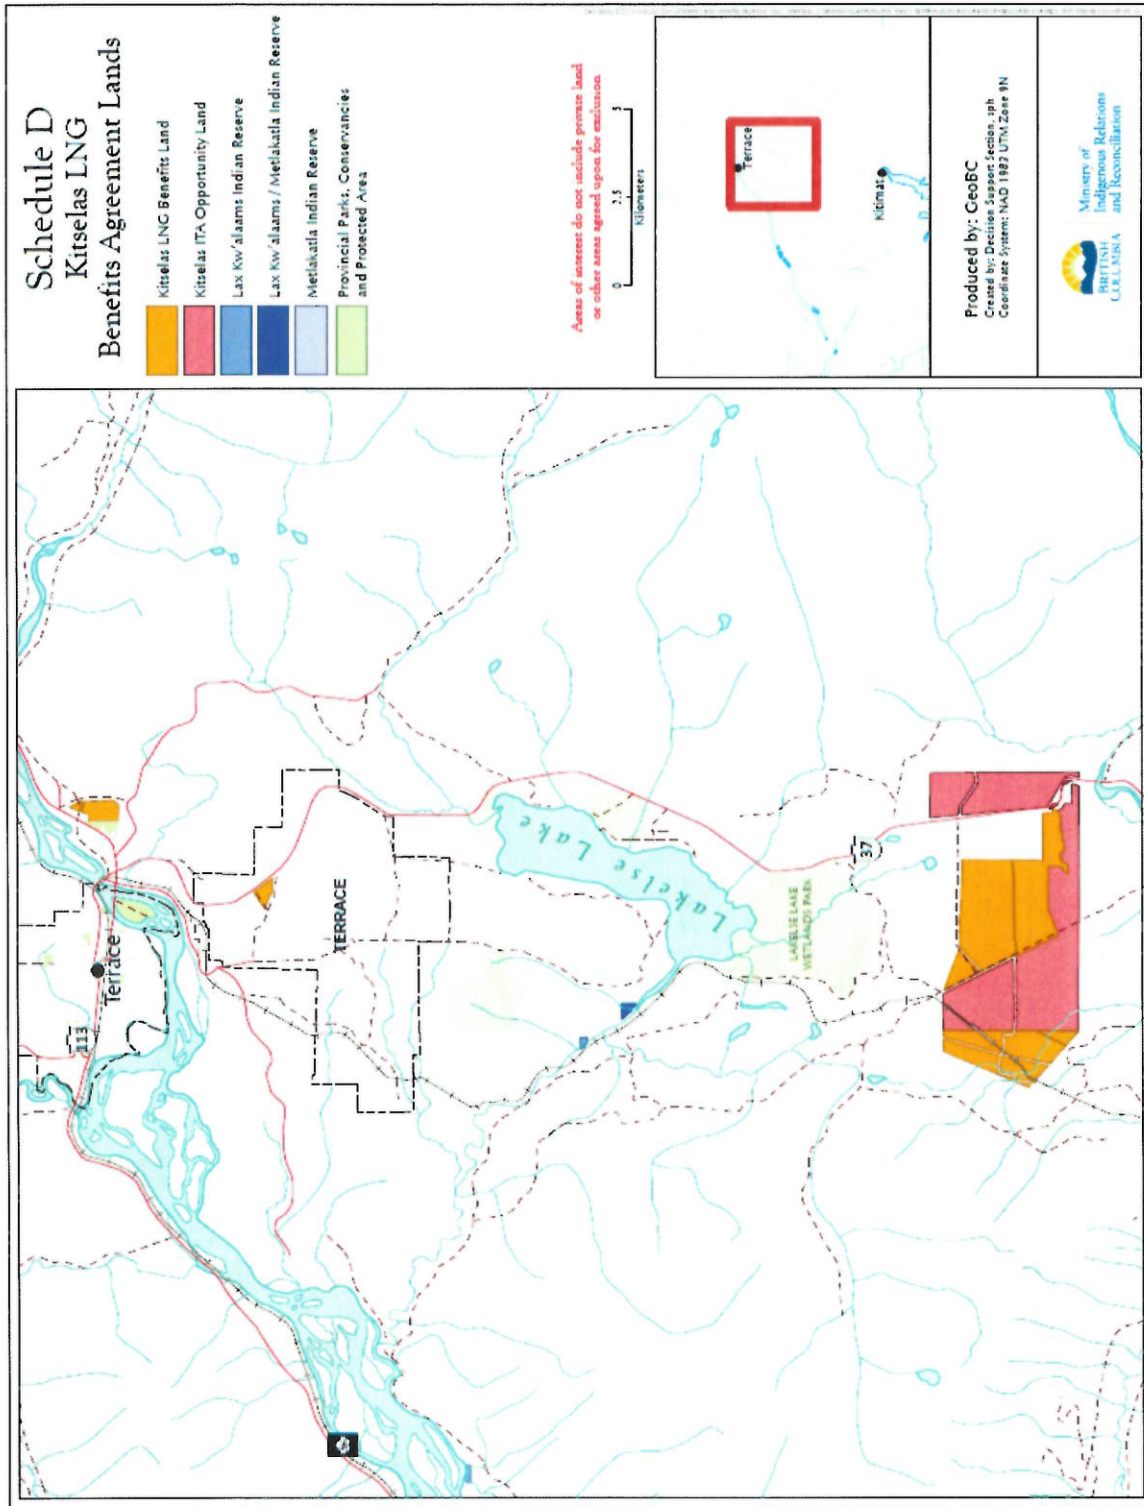 Schedule D
Kitselas LNG
Benefits Agreement Lands
Kitselas LNG Benefits Land
Kitselas ITA Opportunity Land
Lax Kw'alaams Indian Reserve
Lax Kw'alaams / Metlakatla Indian Reserve
Metlakatla Indian Reserve
Provincial Parks, Conservancies
and Protected Area
Areas of interest do not include private land
or other areas agreed upon for exclusion
0 2.5 5
Kilometers
Terrace
Kitimat
Produced by: GeoBC
Created by: Decision Support Section, sph
Coordinate System: NAD 1983 UTM Zone 9N
BRITISH
COLUMBIA
Ministry of
Indigenous Relations
and Reconciliation
113
Terrace
TERRACE
Lakelse Lake
LAKELSE LAKE
WETLANDS PARK
37